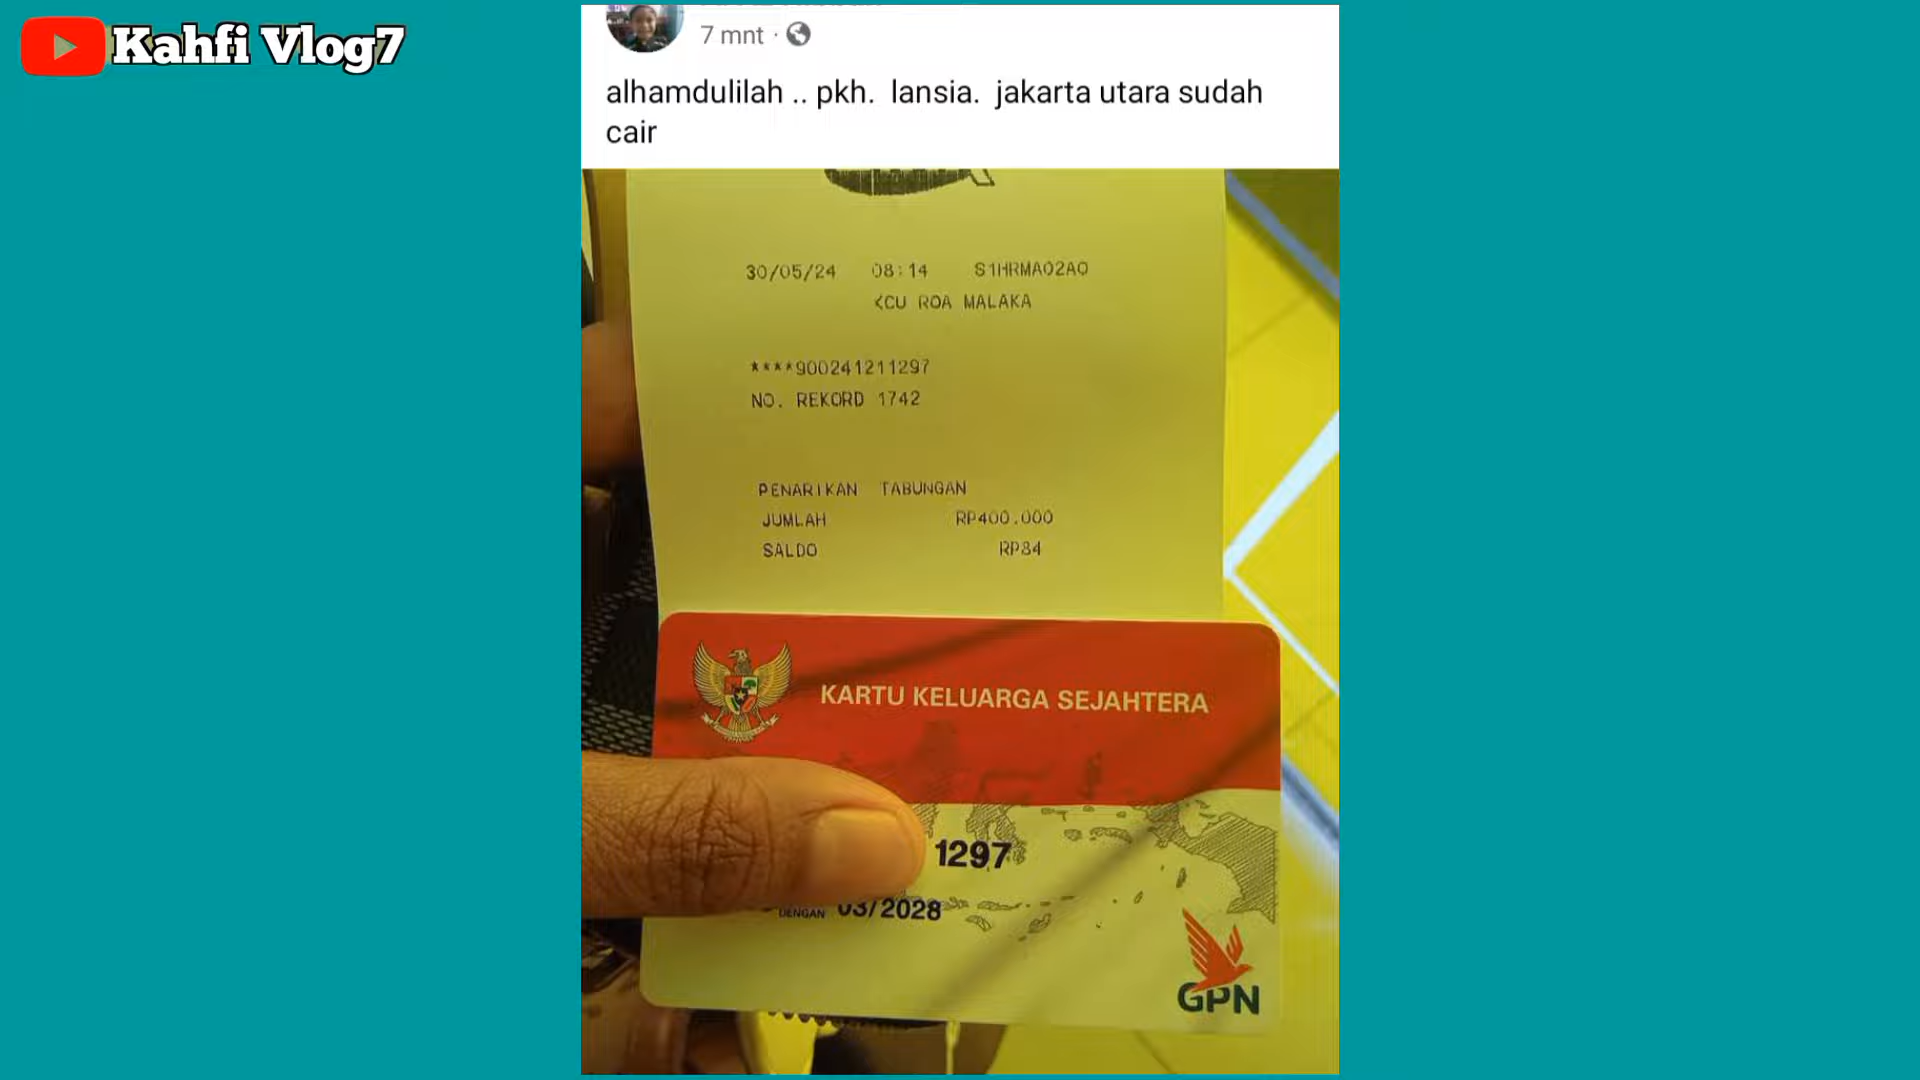 Kahfi Vlog7
7 mnt ·
alhamdulilah .. pkh. lansia. jakarta utara sudah
cair
30/05/24 08:14 S1HRMA02AO
KCU ROA MALAKA
****900241211297
NO. REKORD 1742
PENARIKAN TABUNGAN
JUMLAH RP400.000
SALDO RP84
KARTU KELUARGA SEJAHTERA
1297
DENGAN 03/2028
GPN